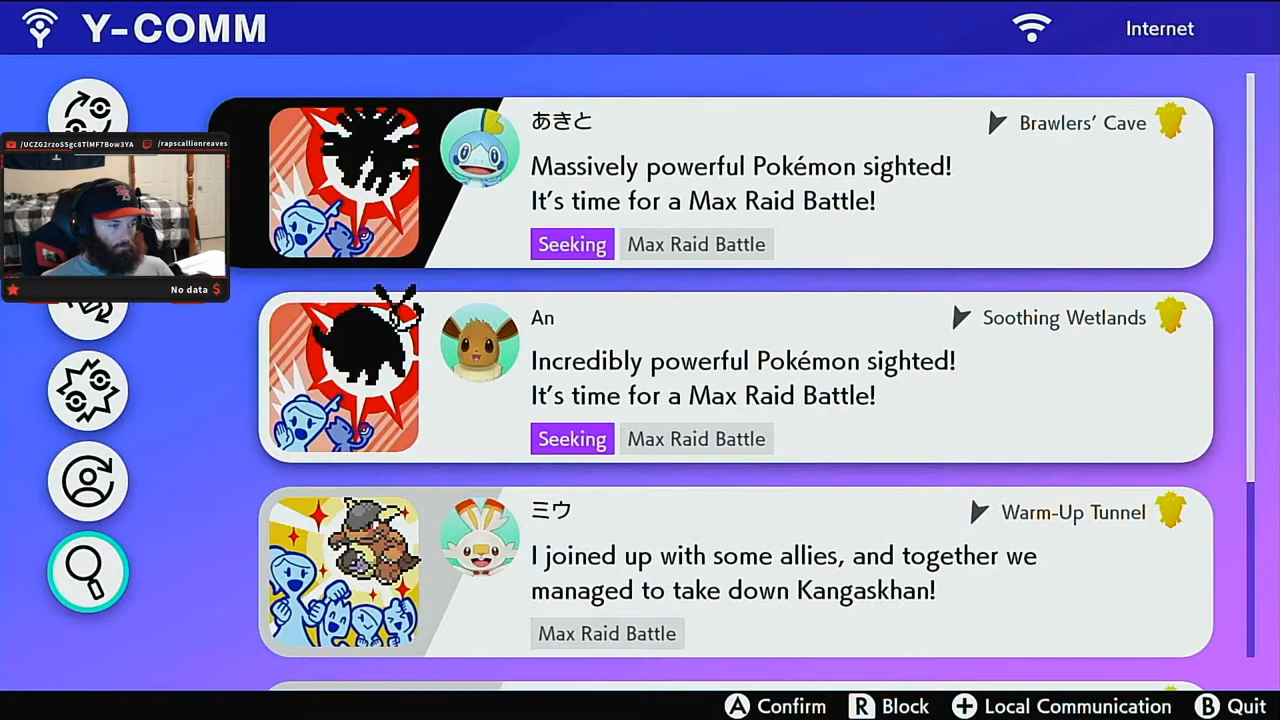 Y-COMM
Internet
/UCZG2rzoSSgc8TlMF7Bow3YA /rapscallionreaves
No data $
あきと
Brawlers' Cave
Massively powerful Pokémon sighted!
It's time for a Max Raid Battle!
Seeking Max Raid Battle
An
Soothing Wetlands
Incredibly powerful Pokémon sighted!
It's time for a Max Raid Battle!
Seeking Max Raid Battle
ミウ
Warm-Up Tunnel
I joined up with some allies, and together we
managed to take down Kangaskhan!
Max Raid Battle
A Confirm R Block + Local Communication B Quit